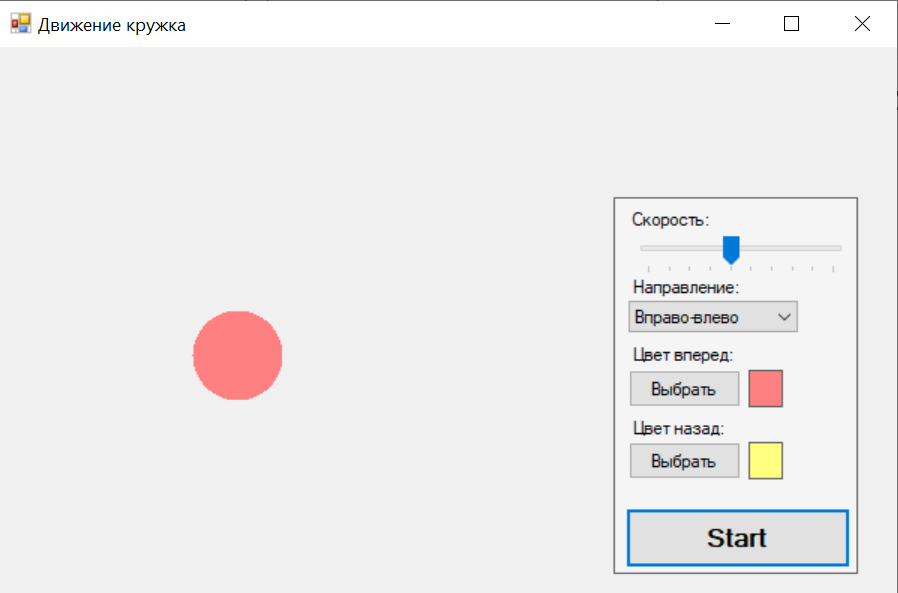 Движение кружка
Скорость:
Направление:
Вправо-влево
Цвет вперед:
Выбрать
Цвет назад:
Выбрать
Start